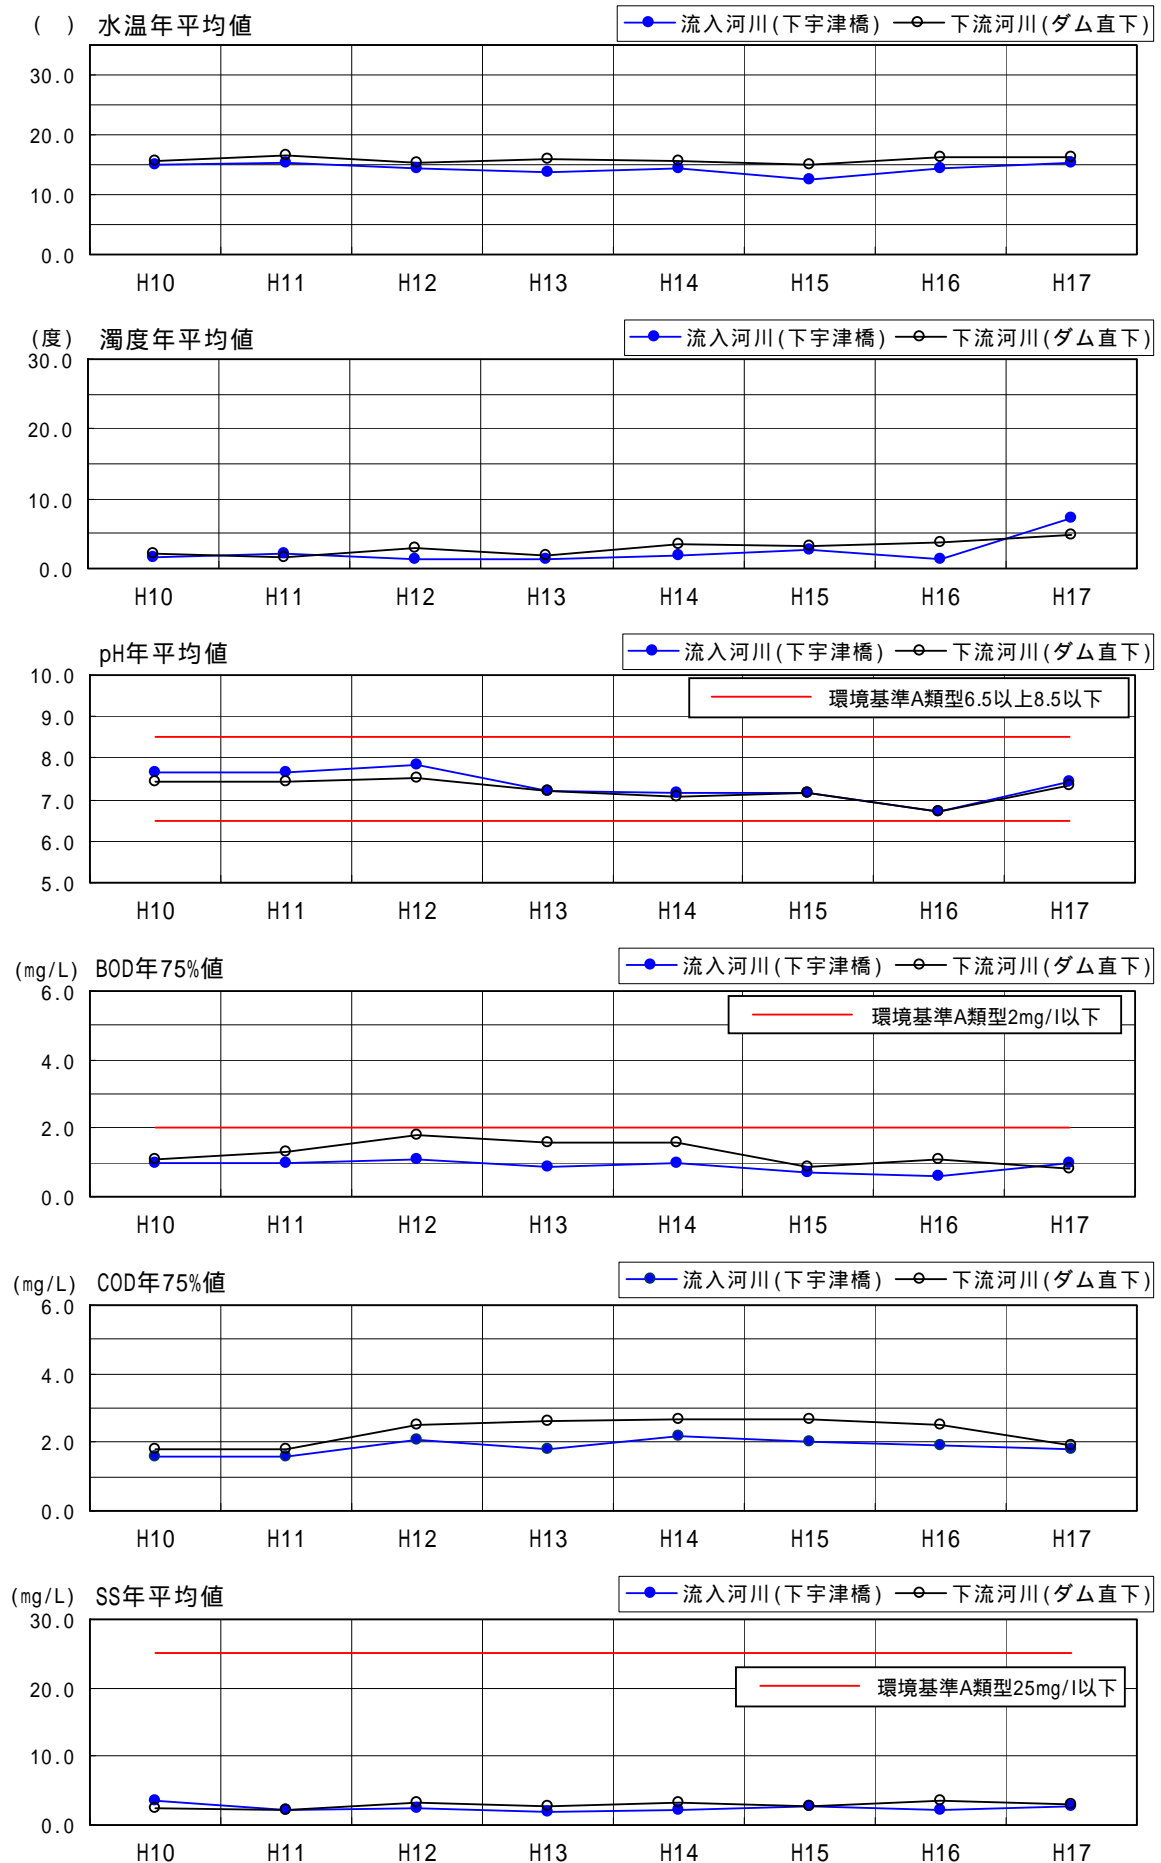 ( ) 水温年平均値
流入河川(下宇津橋) 下流河川(ダム直下)
30.0
20.0
10.0
0.0
H10 H11 H12 H13 H14 H15 H16 H17
(度) 濁度年平均値
流入河川(下宇津橋) 下流河川(ダム直下)
30.0
20.0
10.0
0.0
H10 H11 H12 H13 H14 H15 H16 H17
pH年平均値
流入河川(下宇津橋) 下流河川(ダム直下)
環境基準A類型6.5以上8.5以下
10.0
9.0
8.0
7.0
6.0
5.0
H10 H11 H12 H13 H14 H15 H16 H17
(mg/L) BOD年75%値
流入河川(下宇津橋) 下流河川(ダム直下)
環境基準A類型2mg/l以下
6.0
4.0
2.0
0.0
H10 H11 H12 H13 H14 H15 H16 H17
(mg/L) COD年75%値
流入河川(下宇津橋) 下流河川(ダム直下)
6.0
4.0
2.0
0.0
H10 H11 H12 H13 H14 H15 H16 H17
(mg/L) SS年平均値
流入河川(下宇津橋) 下流河川(ダム直下)
環境基準A類型25mg/l以下
30.0
20.0
10.0
0.0
H10 H11 H12 H13 H14 H15 H16 H17